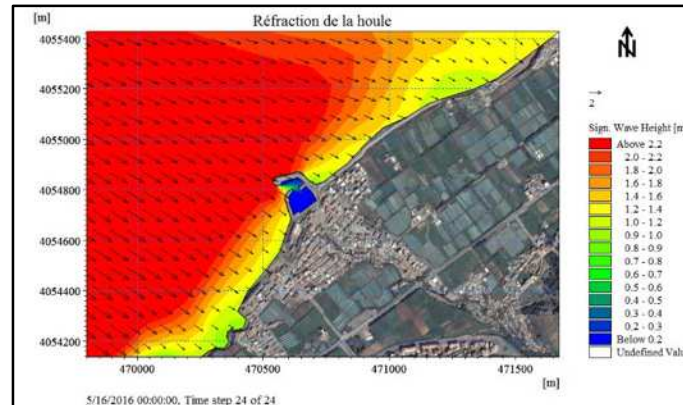 [m]
Réfraction de la houle
4055400
4055200
4055000
4054800
4054600
4054400
4054200
470000
470500
471000
471500
[m]
5/16/2016 00:00:00, Time step 24 of 24
N
2
Sign. Wave Height [m
Above 2.2
2.0 - 2.2
1.8 - 2.0
1.6 - 1.8
1.4 - 1.6
1.2 - 1.4
1.0 - 1.2
0.9 - 1.0
0.8 - 0.9
0.7 - 0.8
0.6 - 0.7
0.5 - 0.6
0.4 - 0.5
0.3 - 0.4
0.2 - 0.3
Below 0.2
Undefined Valu